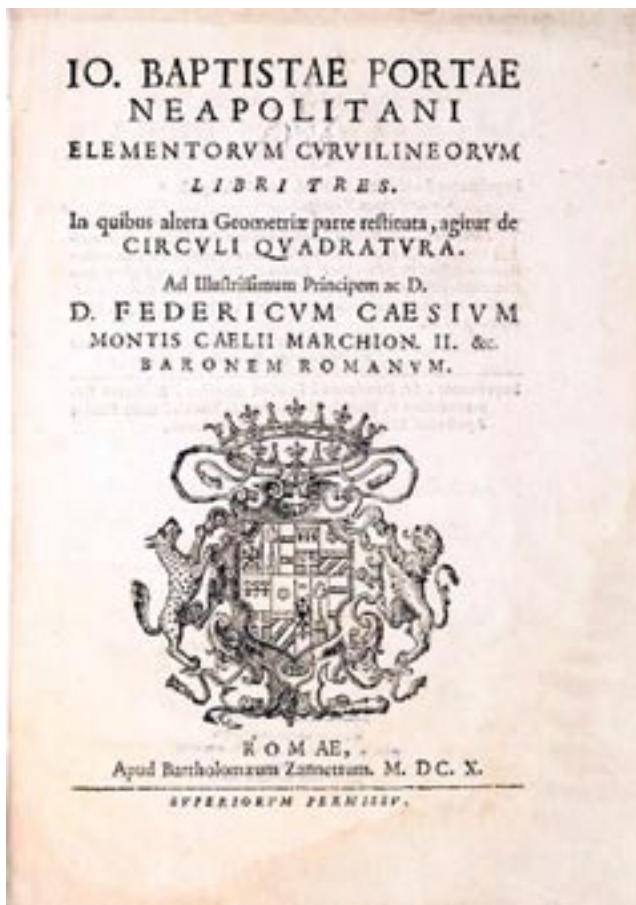 IO. BAPTISTAE PORTAE
NEAPOLITANI
ELEMENTORVM CVRVILINEORVM
LIBRI TRES.
In quibus altera Geometriæ parte reſtituta, agitur de
CIRCVLI QVADRATVRA.
Ad Illuſtriſſimum Principem ac D.
D. FEDERICVM CAESIVM
MONTIS CAELII MARCHION. II. &c.
BARONEM ROMANVM.
ROMAE,
Apud Bartholomæum Zannettum. M. DC. X.
SVPERIORVM PERMISSV.